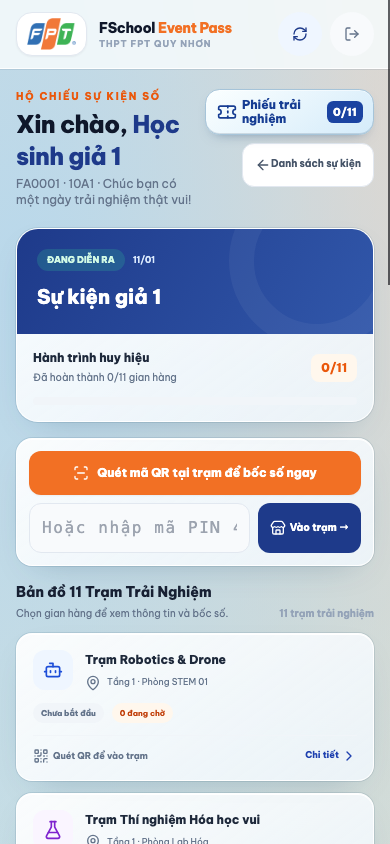 FPT
FSchool Event Pass
THPT FPT QUY NHƠN
HỘ CHIẾU SỰ KIỆN SỐ
Xin chào, Học
sinh giả 1
FA0001 · 10A1 · Chúc bạn có
một ngày trải nghiệm thật vui!
Phiếu trải
nghiệm
0/11
← Danh sách sự kiện
ĐANG DIỄN RA
11/01
Sự kiện giả 1
Hành trình huy hiệu
Đã hoàn thành 0/11 gian hàng
0/11
Quét mã QR tại trạm để bốc số ngay
Hoặc nhập mã PIN
Vào trạm →
Bản đồ 11 Trạm Trải Nghiệm
Chọn gian hàng để xem thông tin và bốc số.
11 trạm trải nghiệm
Trạm Robotics & Drone
Tầng 1 · Phòng STEM 01
Chưa bắt đầu
0 đang chờ
Quét QR để vào trạm
Chi tiết
Trạm Thí nghiệm Hóa học vui
Tầng 1 · Phòng Lab Hóa